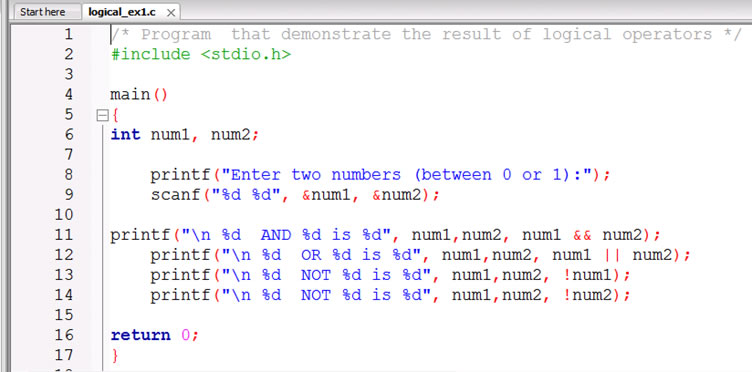 Start here logical_ex1.c
1 /* Program  that demonstrate the result of logical operators */
2 #include <stdio.h>
3
4 main()
5 {
6 int num1, num2;
7
8     printf("Enter two numbers (between 0 or 1):");
9     scanf("%d %d", &num1, &num2);
10
11 printf("\n %d  AND %d is %d", num1,num2, num1 && num2);
12     printf("\n %d  OR %d is %d", num1,num2, num1 || num2);
13     printf("\n %d  NOT %d is %d", num1,num2, !num1);
14     printf("\n %d  NOT %d is %d", num1,num2, !num2);
15
16 return 0;
17 }